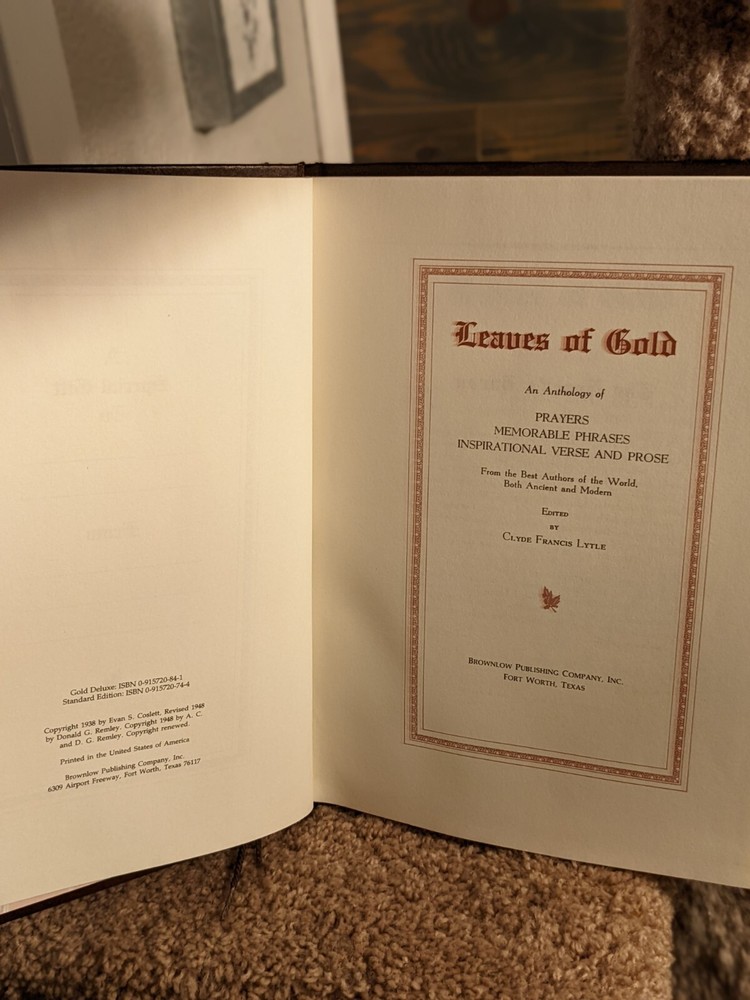 Gold Deluxe: ISBN 0-915720-84-1
Standard Edition: ISBN 0-915720-74-4
Copyright 1938 by Evan S. Coslett, Revised 1948
by Donald G. Remley. Copyright 1948 by A. C.
and D. G. Remley. Copyright renewed.
Printed in the United States of America
Brownlow Publishing Company, Inc.
6309 Airport Freeway, Fort Worth, Texas 76117
Leaves of Gold
An Anthology of
PRAYERS
MEMORABLE PHRASES
INSPIRATIONAL VERSE AND PROSE
From the Best Authors of the World,
Both Ancient and Modern
Edited
by
Clyde Francis Lytle
Brownlow Publishing Company, Inc.
Fort Worth, Texas